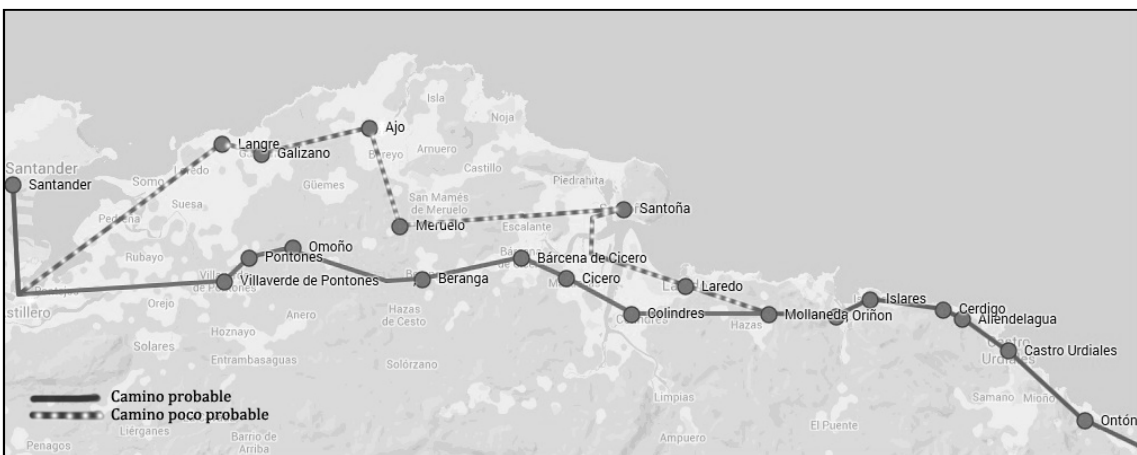 Isla
Noja
Ajo
Langre
Galizano
Bareyo
Arnuero
Castillo
Santander
Santander
Somo
Loredo
Güemes
Piedrahita
Suesa
San Mamés
de Meruelo
Santoña
Pedreña
Meruelo
Escalante
Omoño
Rubayo
Pontones
Bárcena de Cicero
Villaverde de Pontones
Beranga
Cicero
Laredo
Orejo
Islares
Hazas
de Cesto
Anero
Colindres
Hazas
Mollaneda
Oriñon
Cerdigo
Allendelagua
Hoznayo
Solares
Entrambasaguas
Solórzano
Castro Urdiales
Limpias
Samano
Mioño
Camino probable
Camino poco probable
El Puente
Ontón
Liérganes
Barrio de
Arriba
Ampuero
Penagos